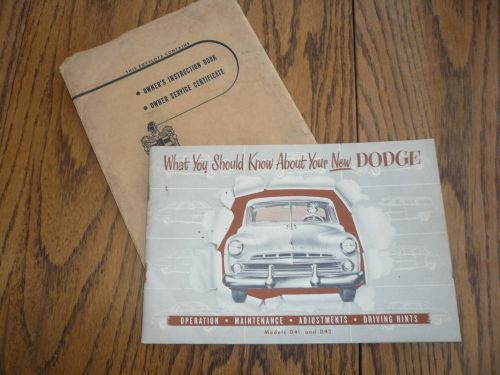 THIS ENVELOPE CONTAINS
• OWNER'S INSTRUCTION BOOK
• OWNER SERVICE CERTIFICATE
What You Should Know About Your New DODGE
OPERATION • MAINTENANCE • ADJUSTMENTS • DRIVING HINTS
Models D41 and D42